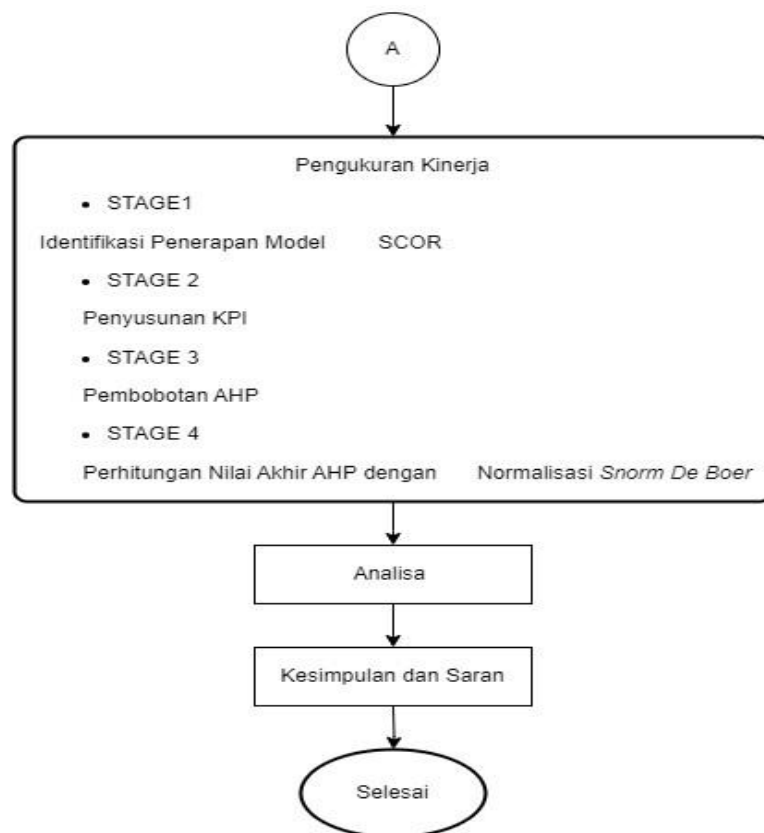 A
Pengukuran Kinerja
• STAGE1
Identifikasi Penerapan Model SCOR
• STAGE 2
Penyusunan KPI
• STAGE 3
Pembobotan AHP
• STAGE 4
Perhitungan Nilai Akhir AHP dengan Normalisasi Snorm De Boer
Analisa
Kesimpulan dan Saran
Selesai